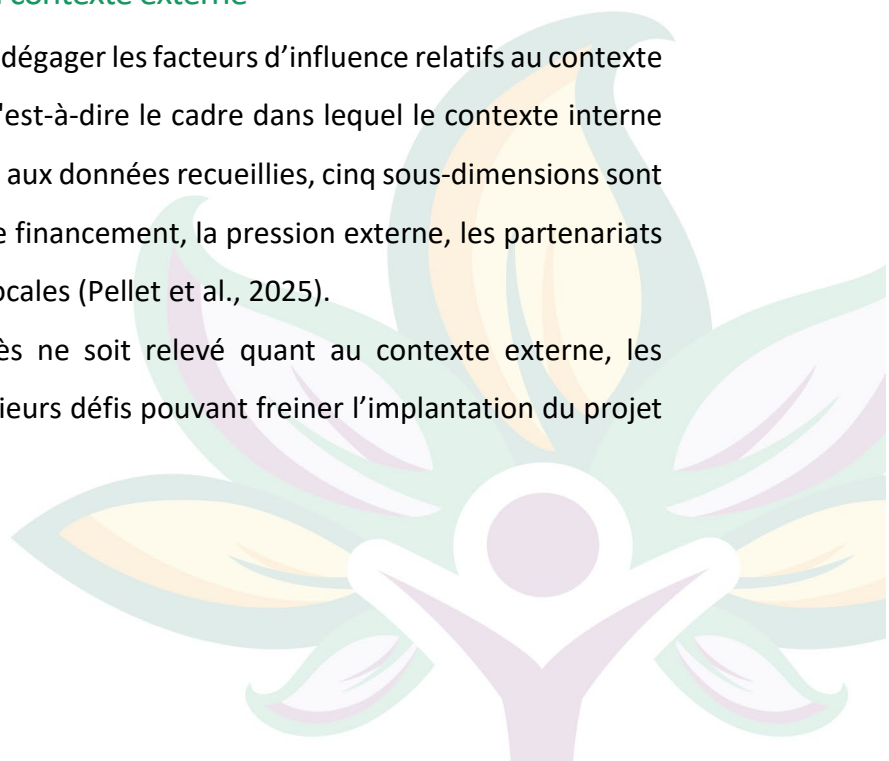 contexte externe
dégager les facteurs d’influence relatifs au contexte
'est-à-dire le cadre dans lequel le contexte interne
aux données recueillies, cinq sous-dimensions sont
financement, la pression externe, les partenariats
ocales (Pellet et al., 2025).
ès ne soit relevé quant au contexte externe, les
ieurs défis pouvant freiner l’implantation du projet